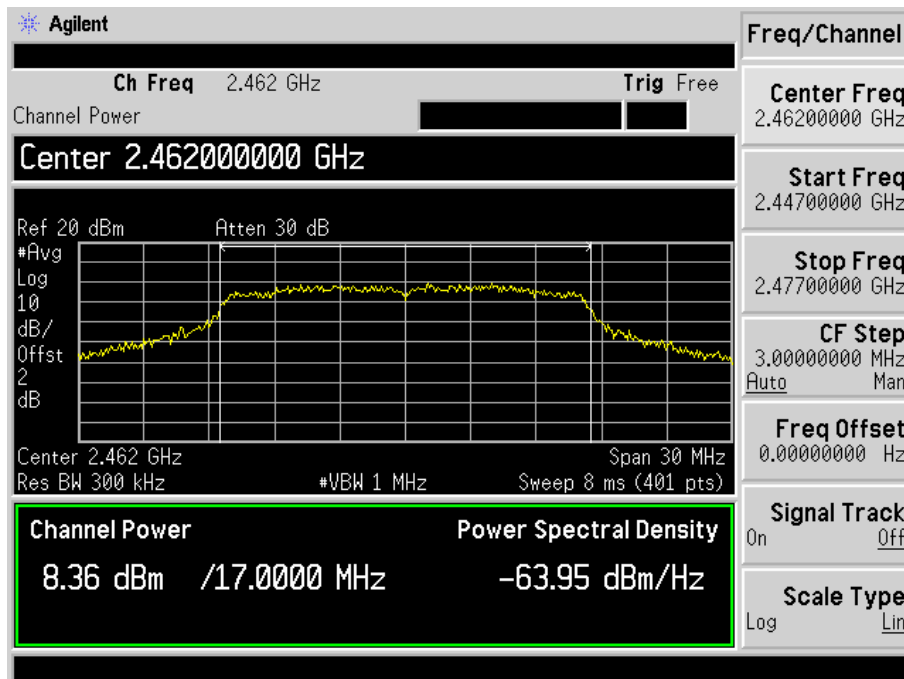 Agilent
Freq/Channel
Ch Freq 2.462 GHz Trig Free
Channel Power
Center 2.462000000 GHz
Ref 20 dBm Atten 30 dB
#Avg
Log
10
dB/
Offst
2
dB
Center 2.462 GHz Span 30 MHz
Res BW 300 kHz #VBW 1 MHz Sweep 8 ms (401 pts)
Channel Power Power Spectral Density
8.36 dBm /17.0000 MHz -63.95 dBm/Hz
Center Freq
2.46200000 GHz
Start Freq
2.44700000 GHz
Stop Freq
2.47700000 GHz
CF Step
3.00000000 MHz
Auto Man
Freq Offset
0.00000000 Hz
Signal Track
On Off
Scale Type
Log Lin